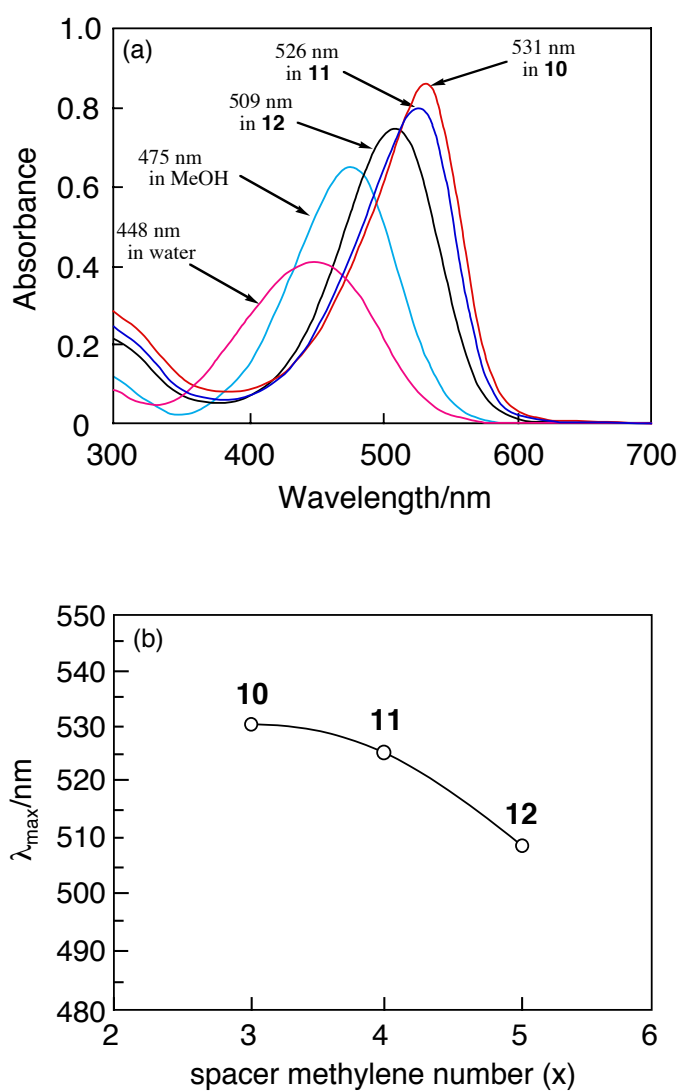 (a)
1.0
0.8
0.6
0.4
0.2
0
Absorbance
526 nm
in 11
531 nm
in 10
509 nm
in 12
475 nm
in MeOH
448 nm
in water
300
400
500
600
700
Wavelength/nm
(b)
550
540
530
520
510
500
490
480
λmax/nm
10
11
12
2
3
4
5
6
spacer methylene number (x)